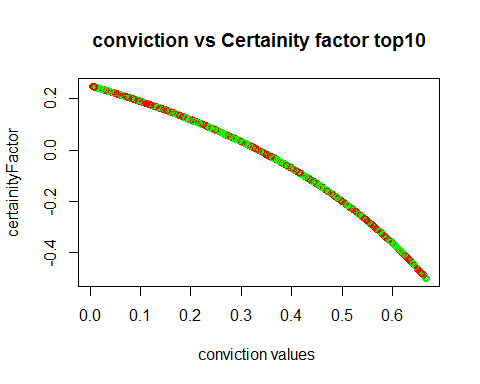 conviction vs Certainity factor top10
certainityFactor
0.2
0.0
-0.2
-0.4
0.0 0.1 0.2 0.3 0.4 0.5 0.6
conviction values